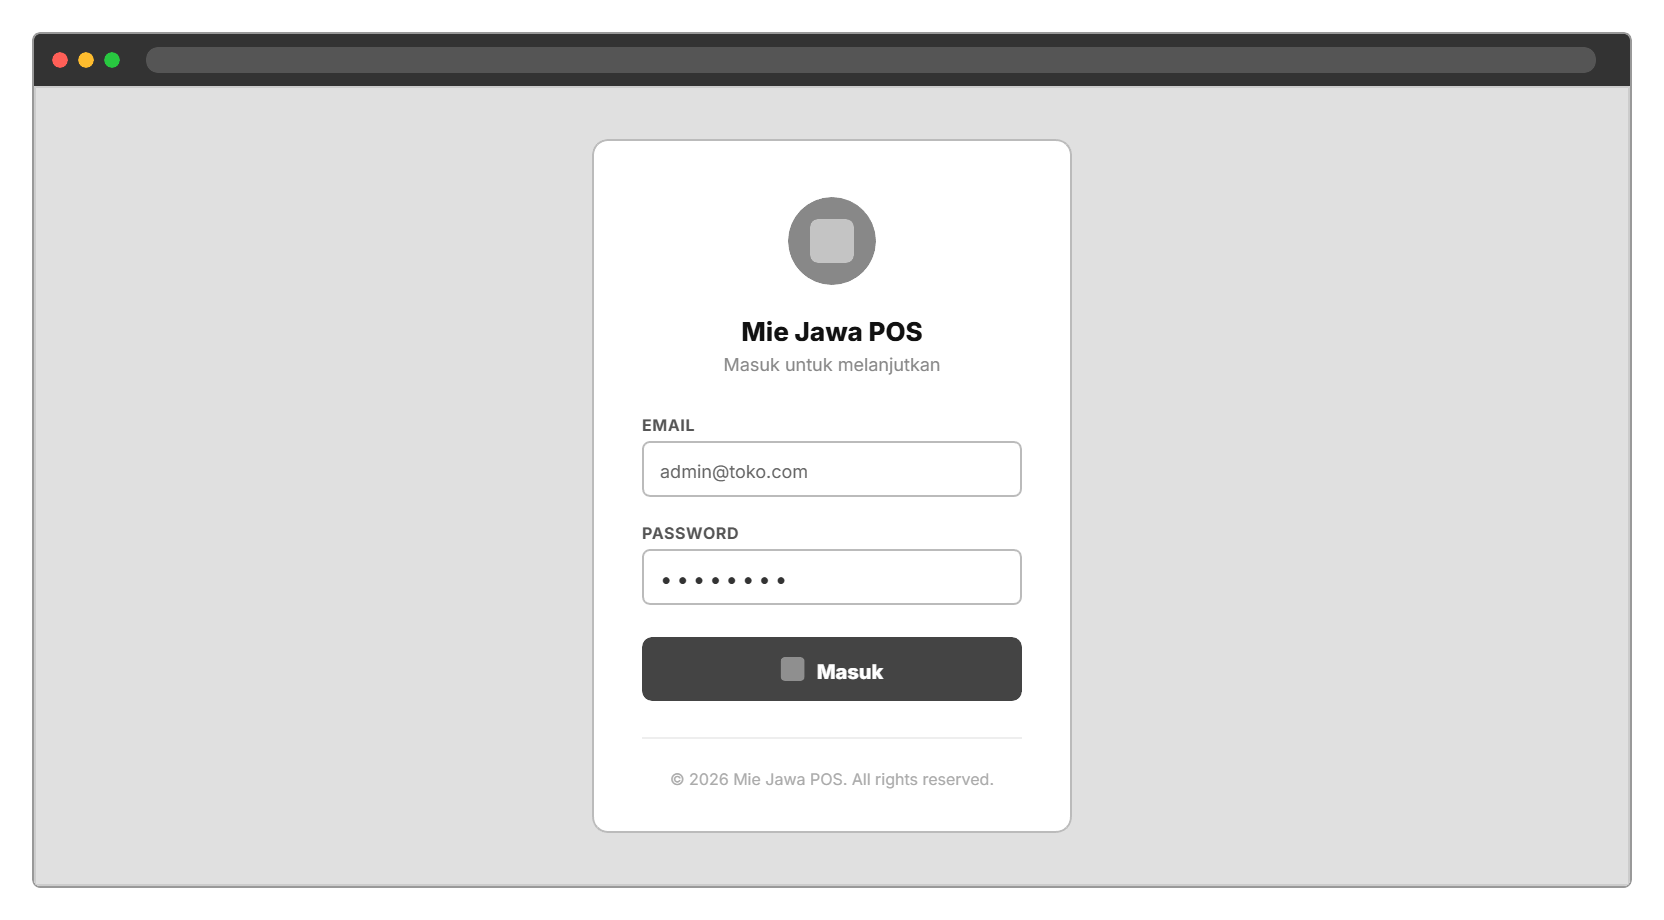 Mie Jawa POS
Masuk untuk melanjutkan
EMAIL
admin@toko.com
PASSWORD
••••••••
Masuk
© 2026 Mie Jawa POS. All rights reserved.